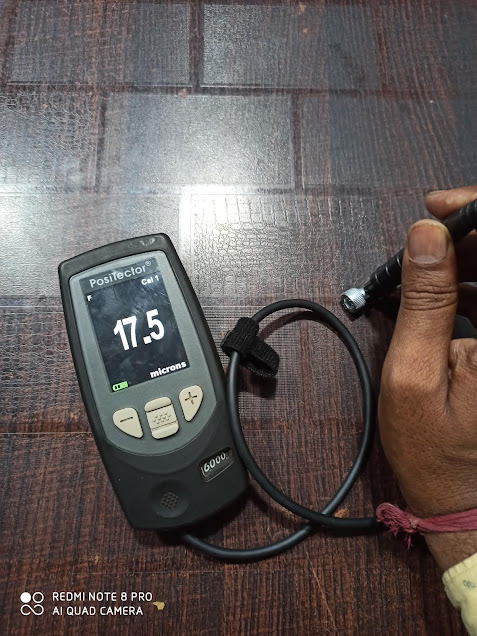 PosiTector®
F
Cal 1
17.5
microns
6000
REDMI NOTE 8 PRO
AI QUAD CAMERA